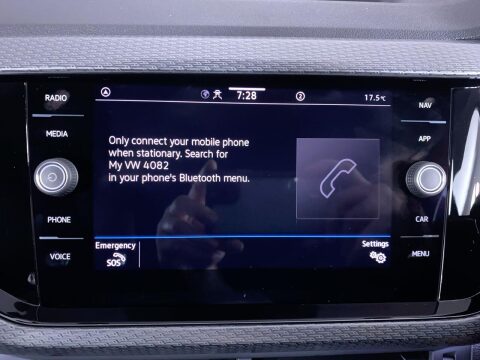 RADIO
MEDIA
PHONE
VOICE
7:28
2
17.5°C
Only connect your mobile phone
when stationary. Search for
My VW 4082
in your phone's Bluetooth menu.
Emergency
SOS
Settings
NAV
APP
CAR
MENU